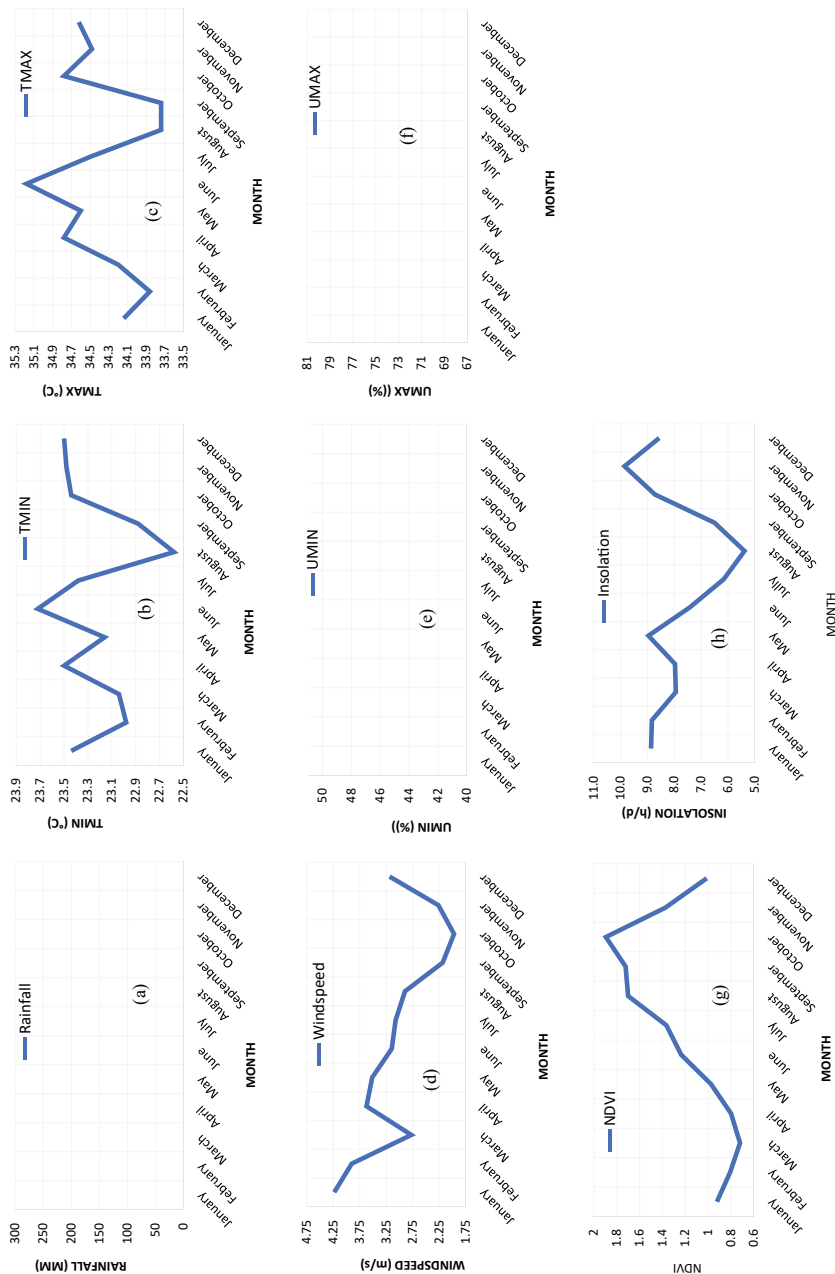 300
250
200
150
100
50
0
RAINFALL (MM)
Rainfall
(a)
January
February
March
April
May
June
July
August
September
October
November
December
MONTH
23.9
23.7
23.5
23.3
23.1
22.9
22.7
22.5
TMIN (°C)
TMIN
(b)
January
February
March
April
May
June
July
August
September
October
November
December
MONTH
35.3
35.1
34.9
34.7
34.5
34.3
34.1
33.9
33.7
33.5
TMAX (°C)
TMAX
(c)
January
February
March
April
May
June
July
August
September
October
November
December
MONTH
4.75
4.25
3.75
3.25
2.75
2.25
1.75
WINDSPEED (m/s)
Windspeed
(d)
January
February
March
April
May
June
July
August
September
October
November
December
MONTH
50
48
46
44
42
40
UMIN (%))
UMIN
(e)
January
February
March
April
May
June
July
August
September
October
November
December
MONTH
81
79
77
75
73
71
69
67
UMAX ((%)
UMAX
(f)
January
February
March
April
May
June
July
August
September
October
November
December
MONTH
2
1.8
1.6
1.4
1.2
1
0.8
0.6
NDVI
NDVI
(g)
January
February
March
April
May
June
July
August
September
October
November
December
MONTH
11.0
10.0
9.0
8.0
7.0
6.0
5.0
INSOLATION (h/d)
Insolation
(h)
January
February
March
April
May
June
July
August
September
October
November
December
MONTH